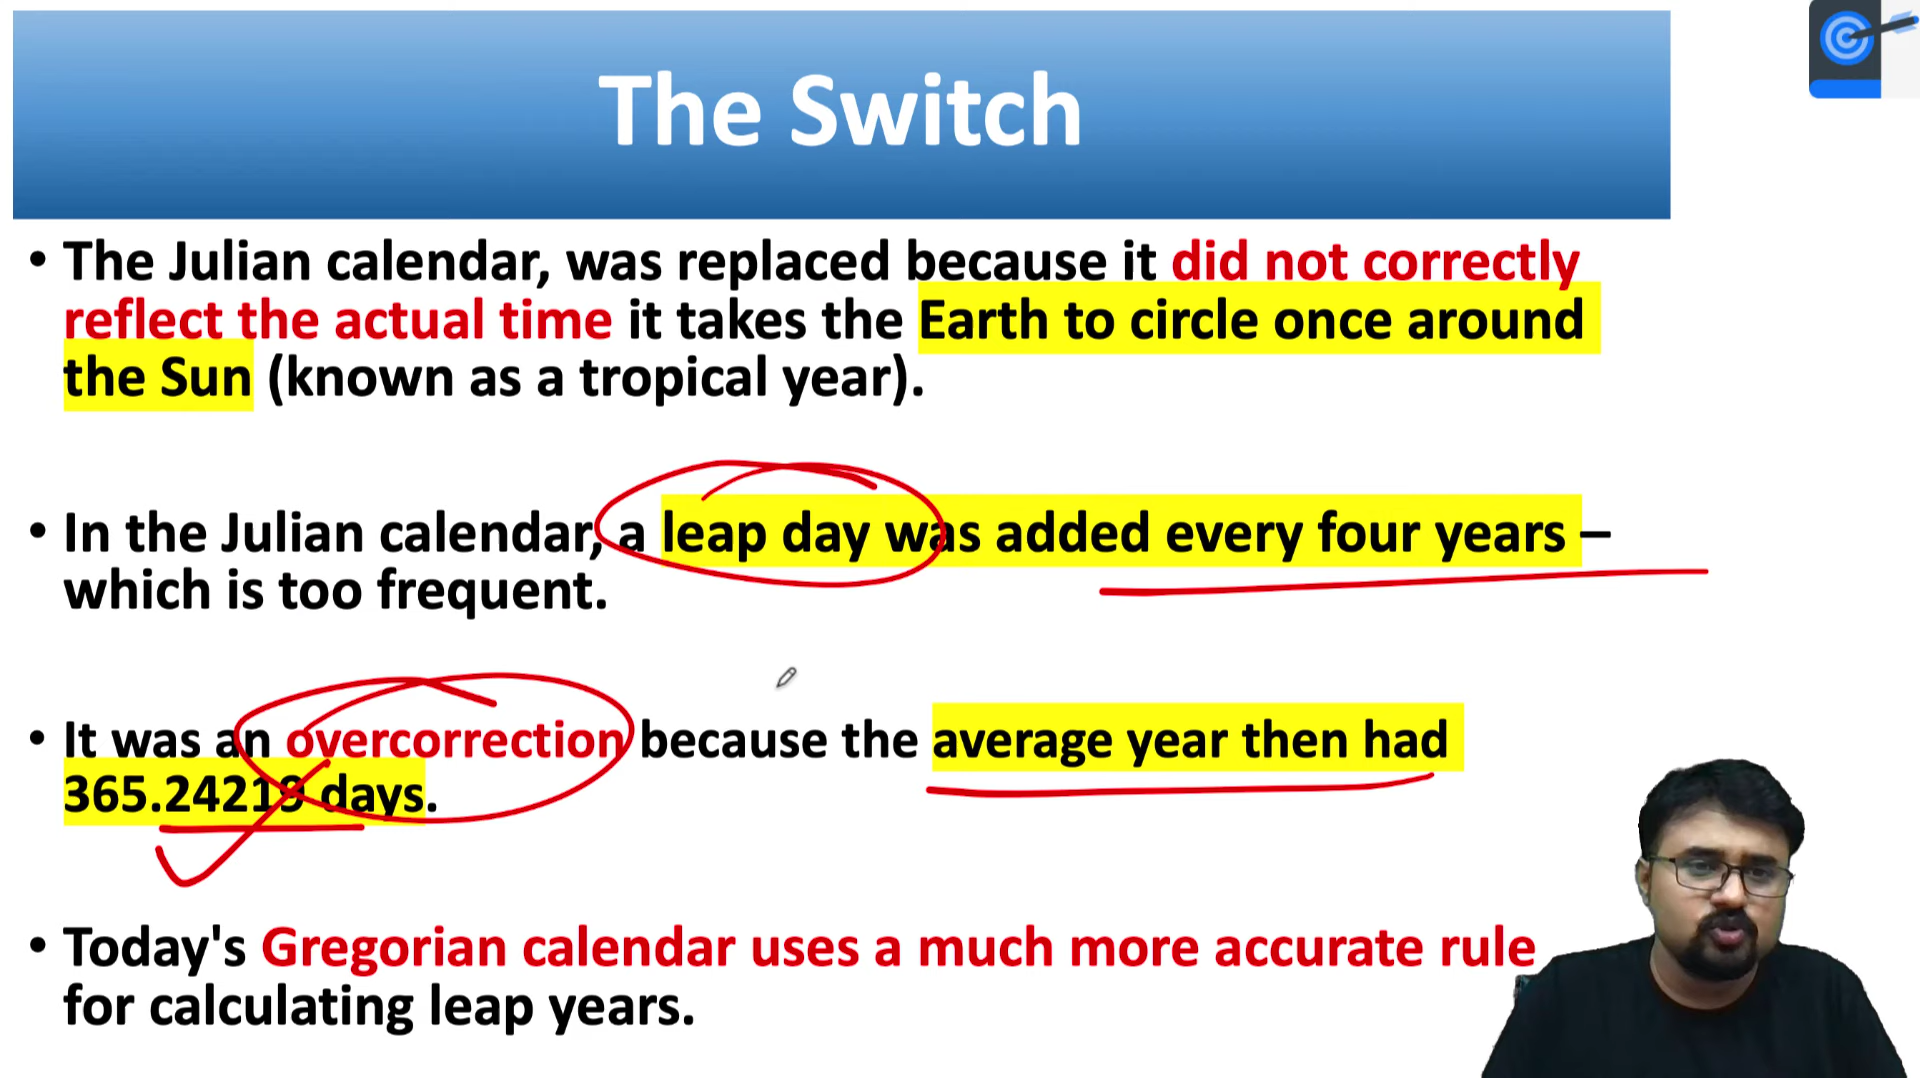 The Switch
• The Julian calendar, was replaced because it did not correctly
reflect the actual time it takes the Earth to circle once around
the Sun (known as a tropical year).
• In the Julian calendar, a leap day was added every four years –
which is too frequent.
• It was an overcorrection because the average year then had
365.24219 days.
• Today's Gregorian calendar uses a much more accurate rule
for calculating leap years.